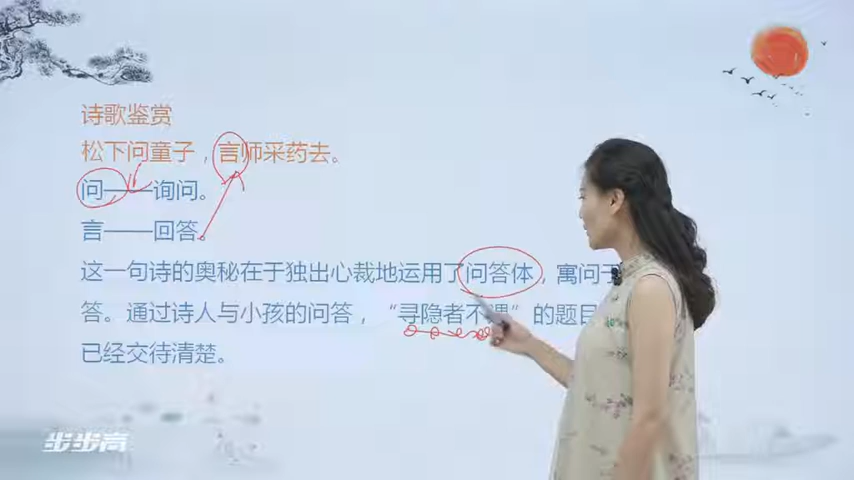 诗歌鉴赏
松下问童子，言师采药去。
问——询问。
言——回答。
这一句诗的奥秘在于独出心裁地运用了问答体，寓问于
答。通过诗人与小孩的问答，“寻隐者不遇”的题目
已经交待清楚。
步步高